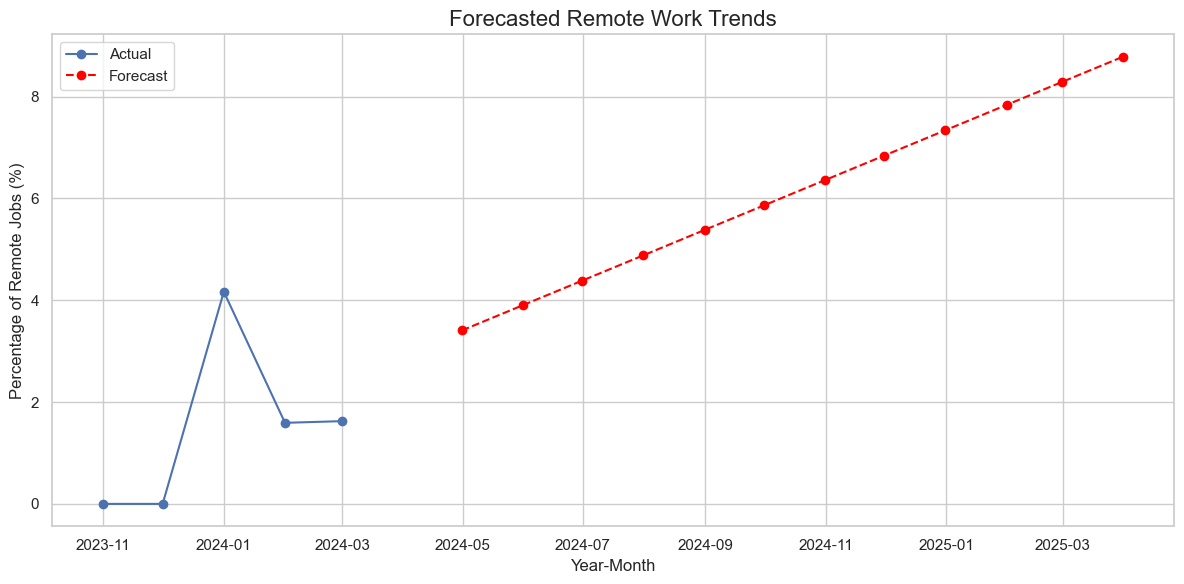 Forecasted Remote Work Trends
Actual
Forecast
Percentage of Remote Jobs (%)
8
6
4
2
0
2023-11 2024-01 2024-03 2024-05 2024-07 2024-09 2024-11 2025-01 2025-03
Year-Month